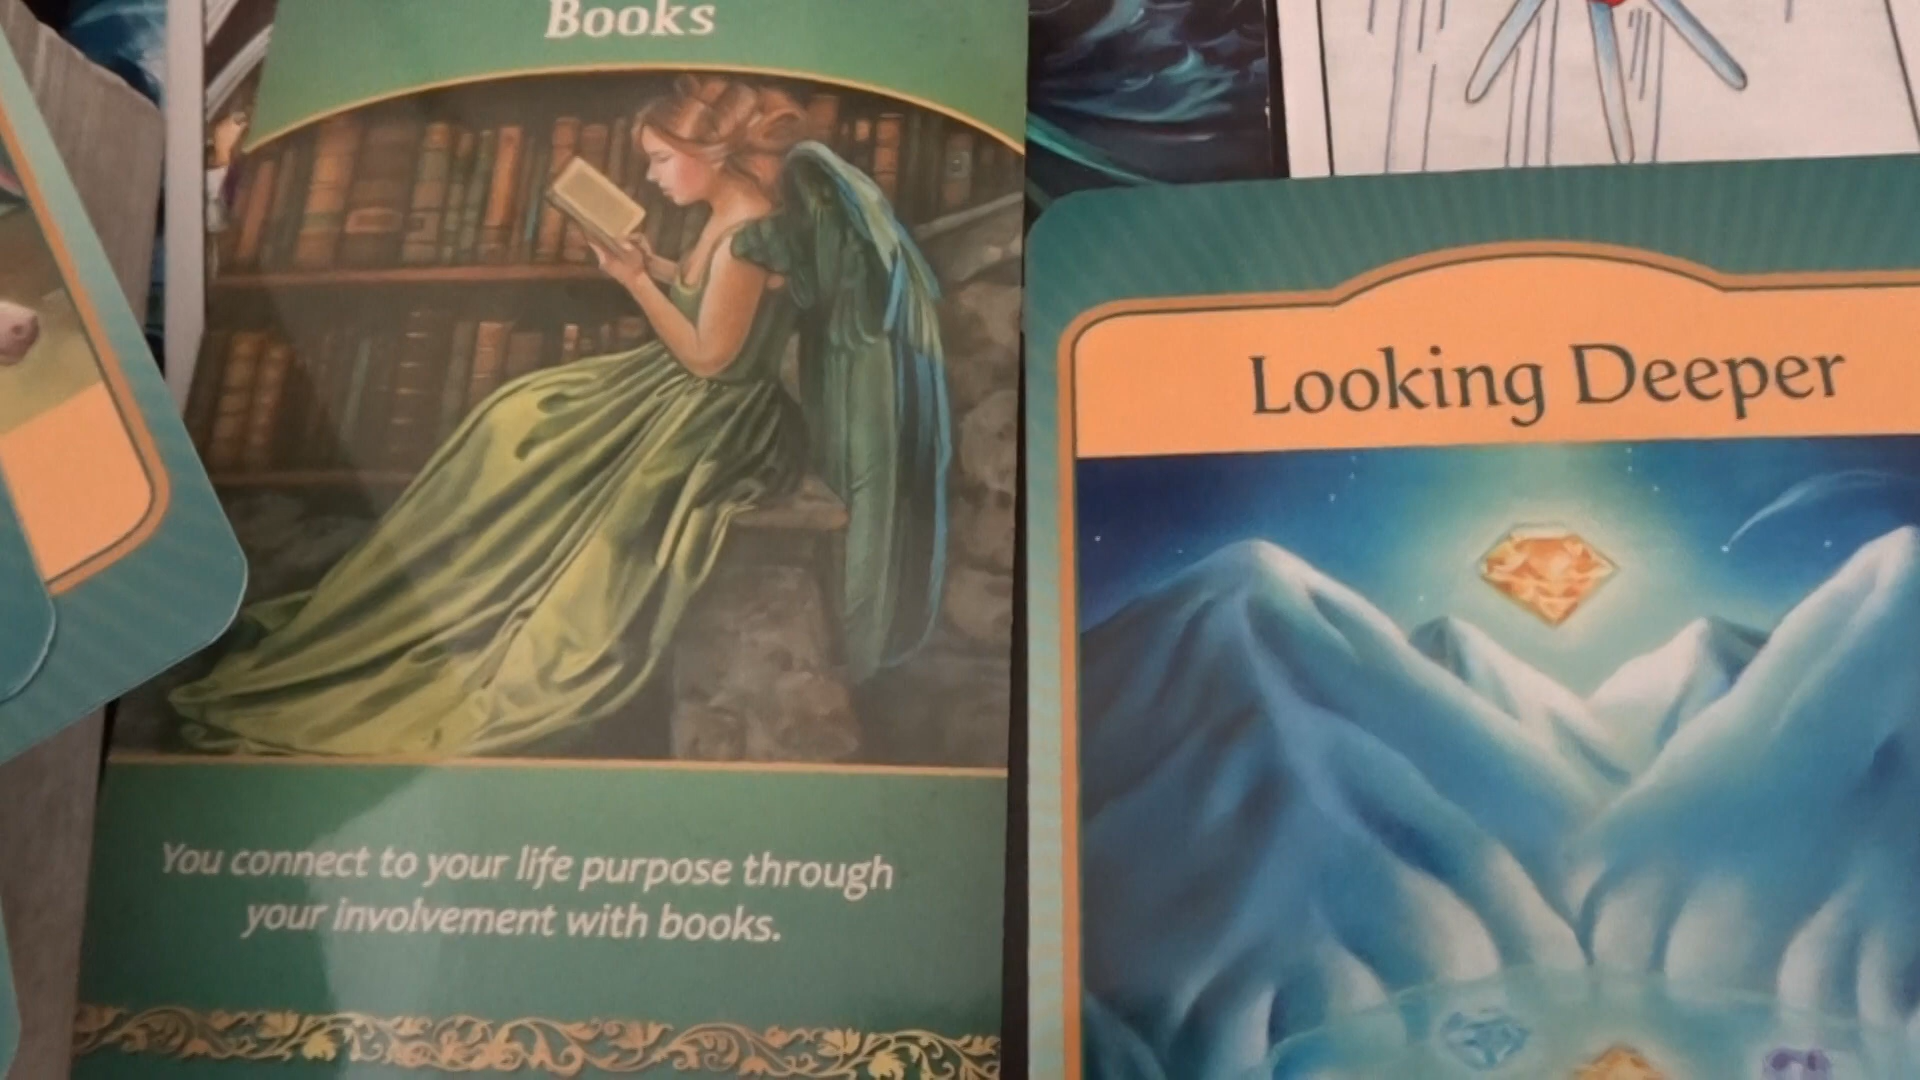 Books
You connect to your life purpose through
your involvement with books.
Looking Deeper